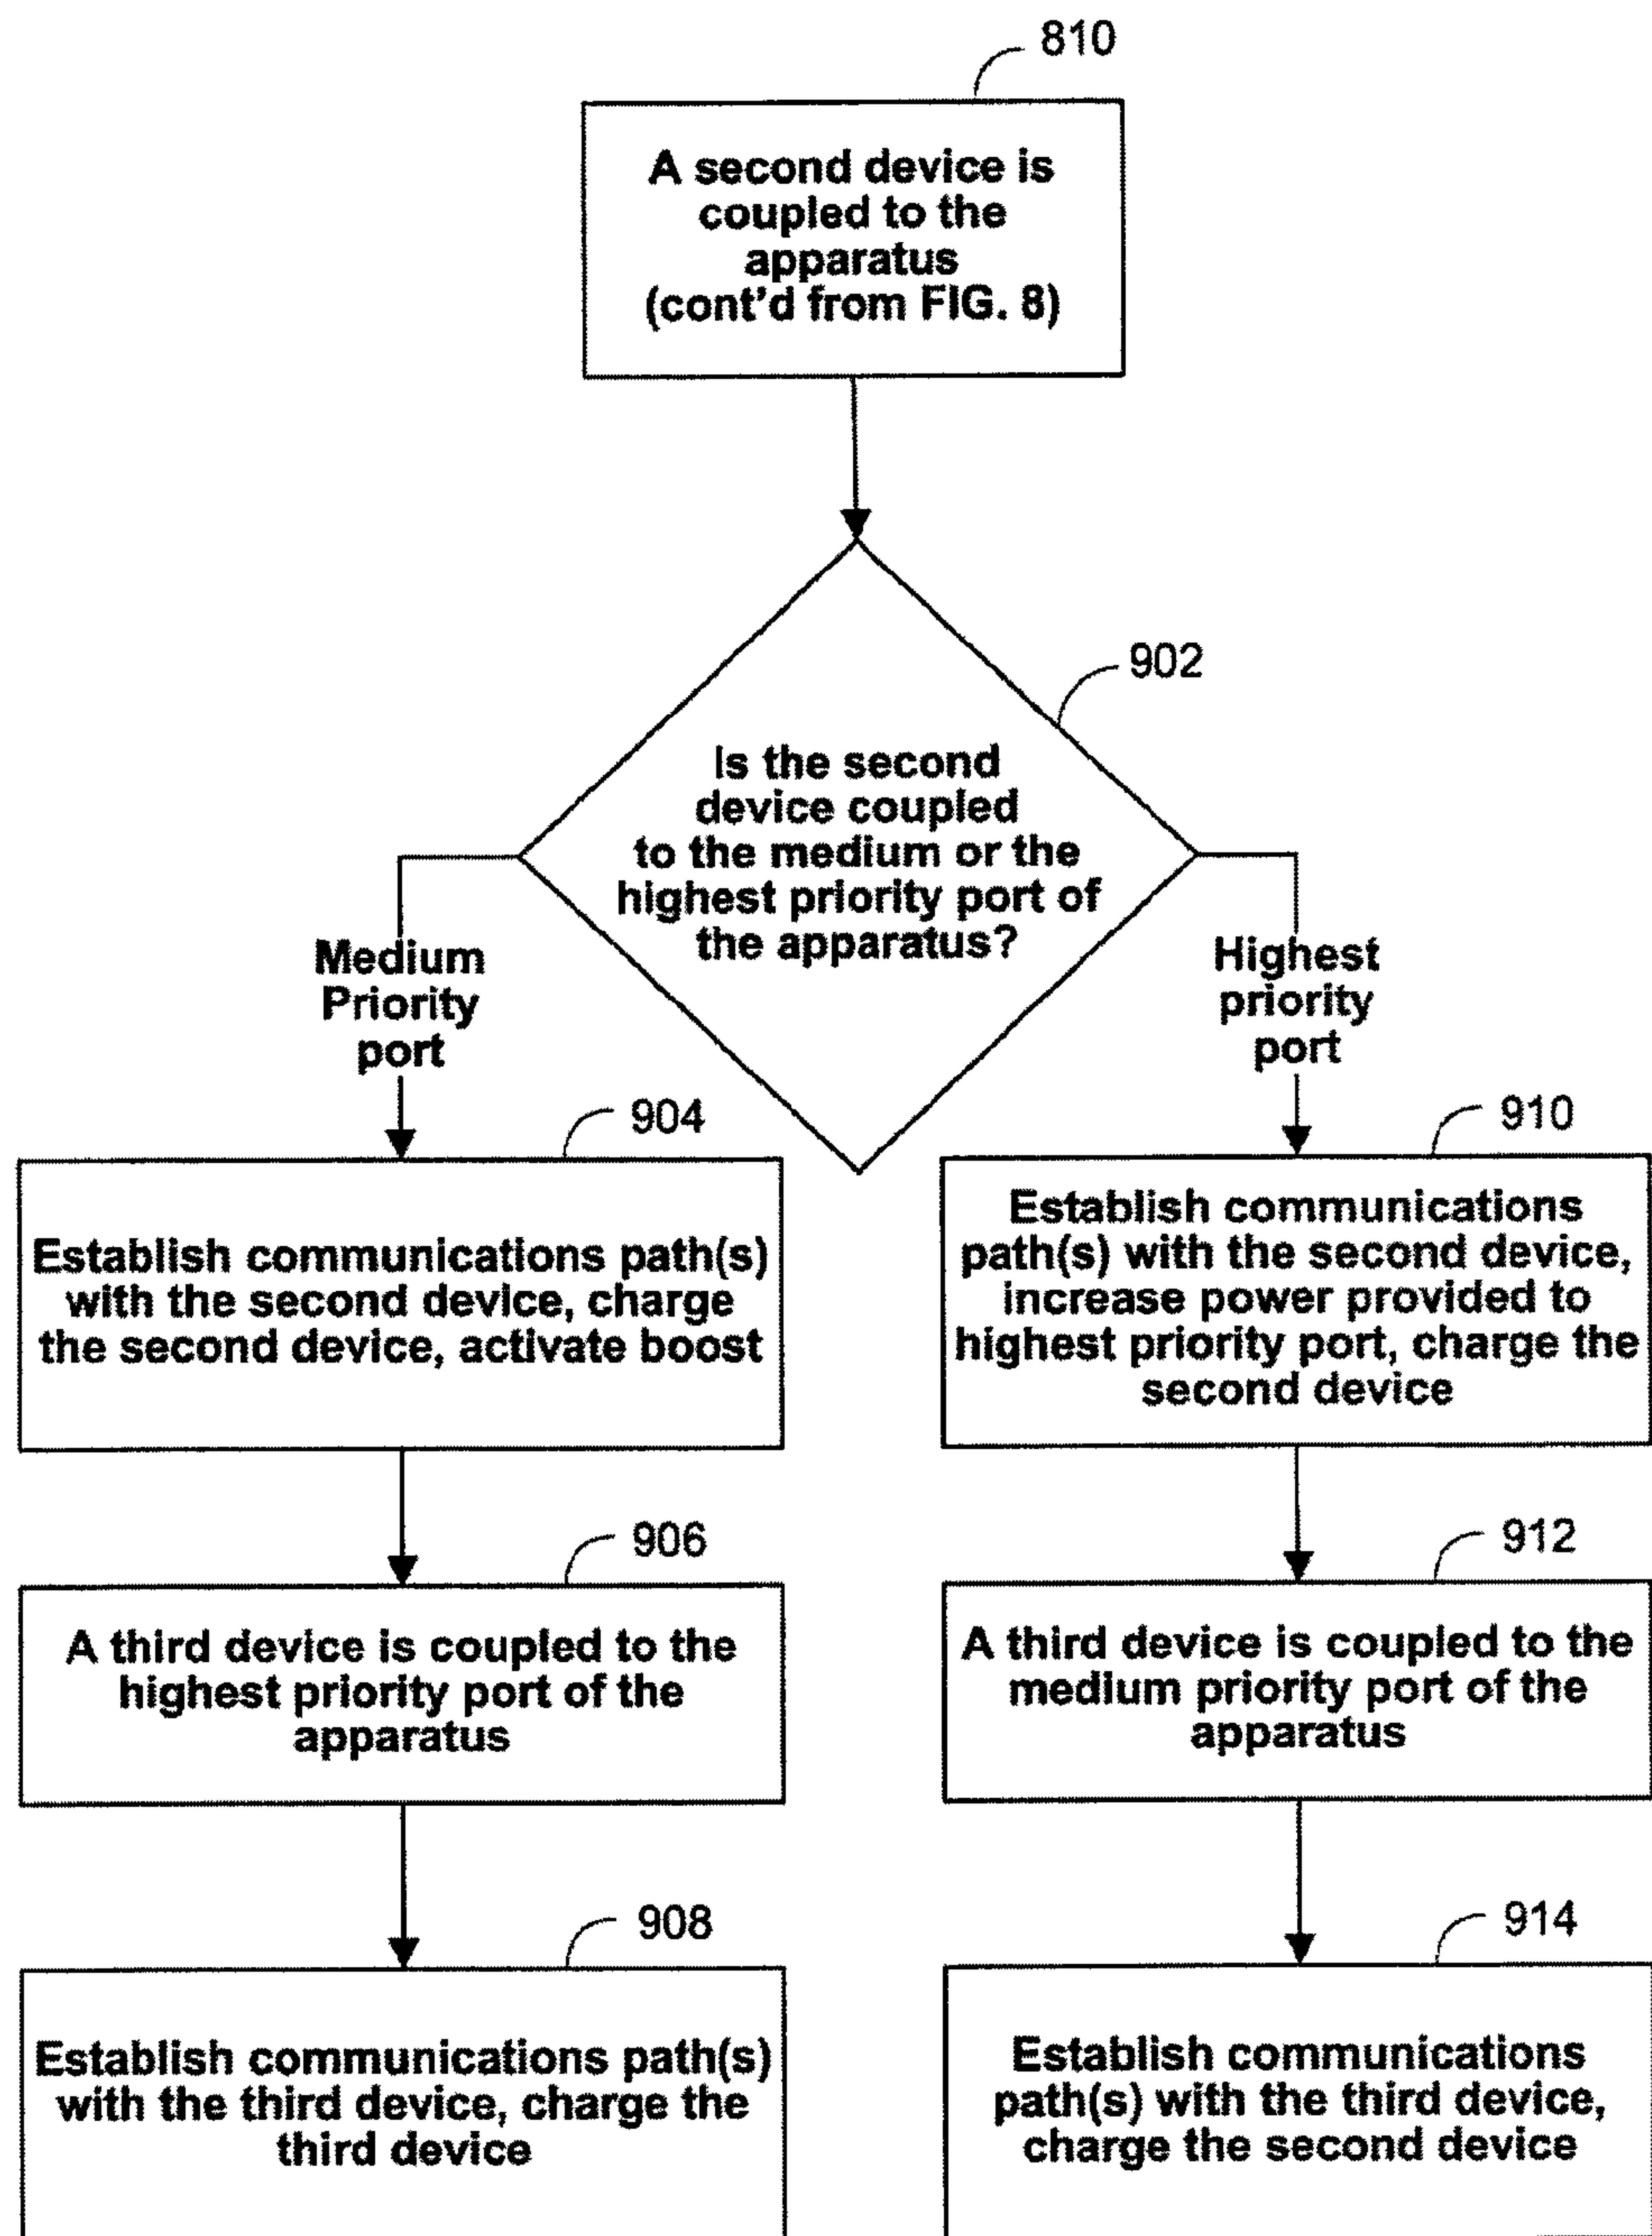 810
A second device is
coupled to the
apparatus
(cont'd from FIG. 8)
902
Is the second
device coupled
to the medium or the
highest priority port of
the apparatus?
Medium
Priority
port
Highest
priority
port
904
Establish communications path(s)
with the second device, charge
the second device, activate boost
910
Establish communications
path(s) with the second device,
increase power provided to
highest priority port, charge the
second device
906
A third device is coupled to the
highest priority port of the
apparatus
912
A third device is coupled to the
medium priority port of the
apparatus
908
Establish communications path(s)
with the third device, charge the
third device
914
Establish communications
path(s) with the third device,
charge the second device